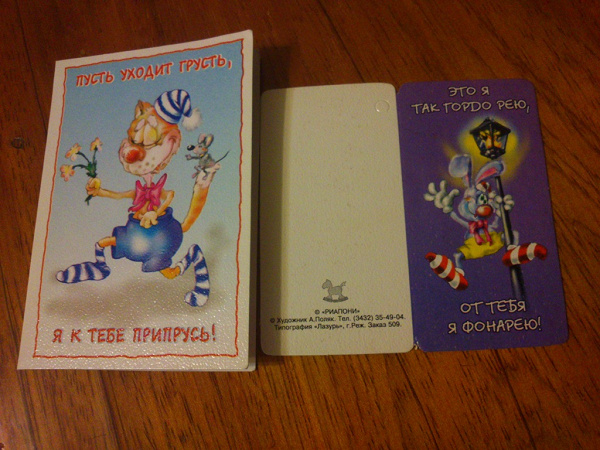 ПУСТЬ УХОДИТ ГРУСТЬ,
Я К ТЕБЕ ПРИПРУСЬ!
© «РИАПОНИ»
© Художник А.Поляк. Тел. (3432) 35-49-04.
Типография «Лазурь», г.Реж. Заказ 509.
ЭТО Я
ТАК ГОРДО РЕЮ,
ОТ ТЕБЯ
Я ФОНАРЕЮ!